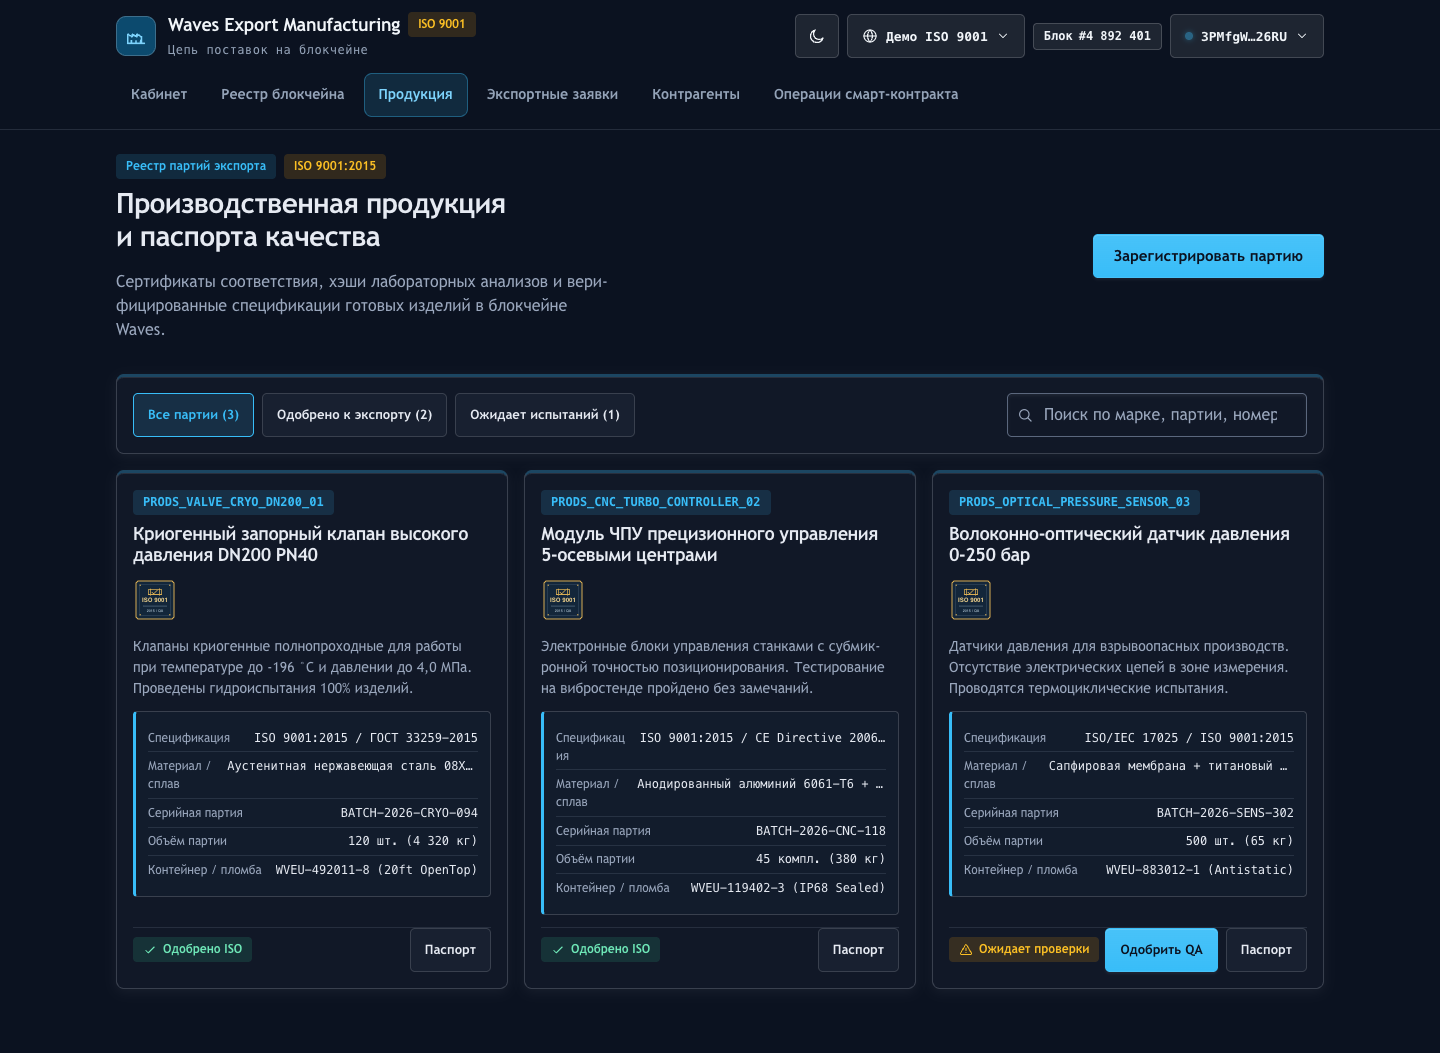 Waves Export Manufacturing ISO 9001
Цепь поставок на блокчейне
Демо ISO 9001
Блок #4 892 401
3PMfgW…26RU
Кабинет Реестр блокчейна Продукция Экспортные заявки Контрагенты Операции смарт-контракта
Реестр партий экспорта ISO 9001:2015
Производственная продукция
и паспорта качества
Сертификаты соответствия, хэши лабораторных анализов и вери-
фицированные спецификации готовых изделий в блокчейне
Waves.
Зарегистрировать партию
Все партии (3) Одобрено к экспорту (2) Ожидает испытаний (1)
Поиск по марке, партии, номер
PRODS_VALVE_CRYO_DN200_01
Криогенный запорный клапан высокого
давления DN200 PN40
ISO 9001
Клапаны криогенные полнопроходные для работы
при температуре до -196 °C и давлении до 4,0 МПа.
Проведены гидроиспытания 100% изделий.
Спецификация ISO 9001:2015 / ГОСТ 33259-2015
Материал / Аустенитная нержавеющая сталь 08Х…
сплав
Серийная партия BATCH-2026-CRYO-094
Объём партии 120 шт. (4 320 кг)
Контейнер / пломба WVEU-492011-8 (20ft OpenTop)
Одобрено ISO
Паспорт
PRODS_CNC_TURBO_CONTROLLER_02
Модуль ЧПУ прецизионного управления
5-осевыми центрами
ISO 9001
Электронные блоки управления станками с субмик-
ронной точностью позиционирования. Тестирование
на вибростенде пройдено без замечаний.
Спецификац ISO 9001:2015 / CE Directive 2006…
ия
Материал / Анодированный алюминий 6061-T6 + …
сплав
Серийная партия BATCH-2026-CNC-118
Объём партии 45 компл. (380 кг)
Контейнер / пломба WVEU-119402-3 (IP68 Sealed)
Одобрено ISO
Паспорт
PRODS_OPTICAL_PRESSURE_SENSOR_03
Волоконно-оптический датчик давления
0-250 бар
ISO 9001
Датчики давления для взрывоопасных производств.
Отсутствие электрических цепей в зоне измерения.
Проводятся термоциклические испытания.
Спецификация ISO/IEC 17025 / ISO 9001:2015
Материал / Сапфировая мембрана + титановый …
сплав
Серийная партия BATCH-2026-SENS-302
Объём партии 500 шт. (65 кг)
Контейнер / пломба WVEU-883012-1 (Antistatic)
Ожидает проверки
Одобрить QA
Паспорт